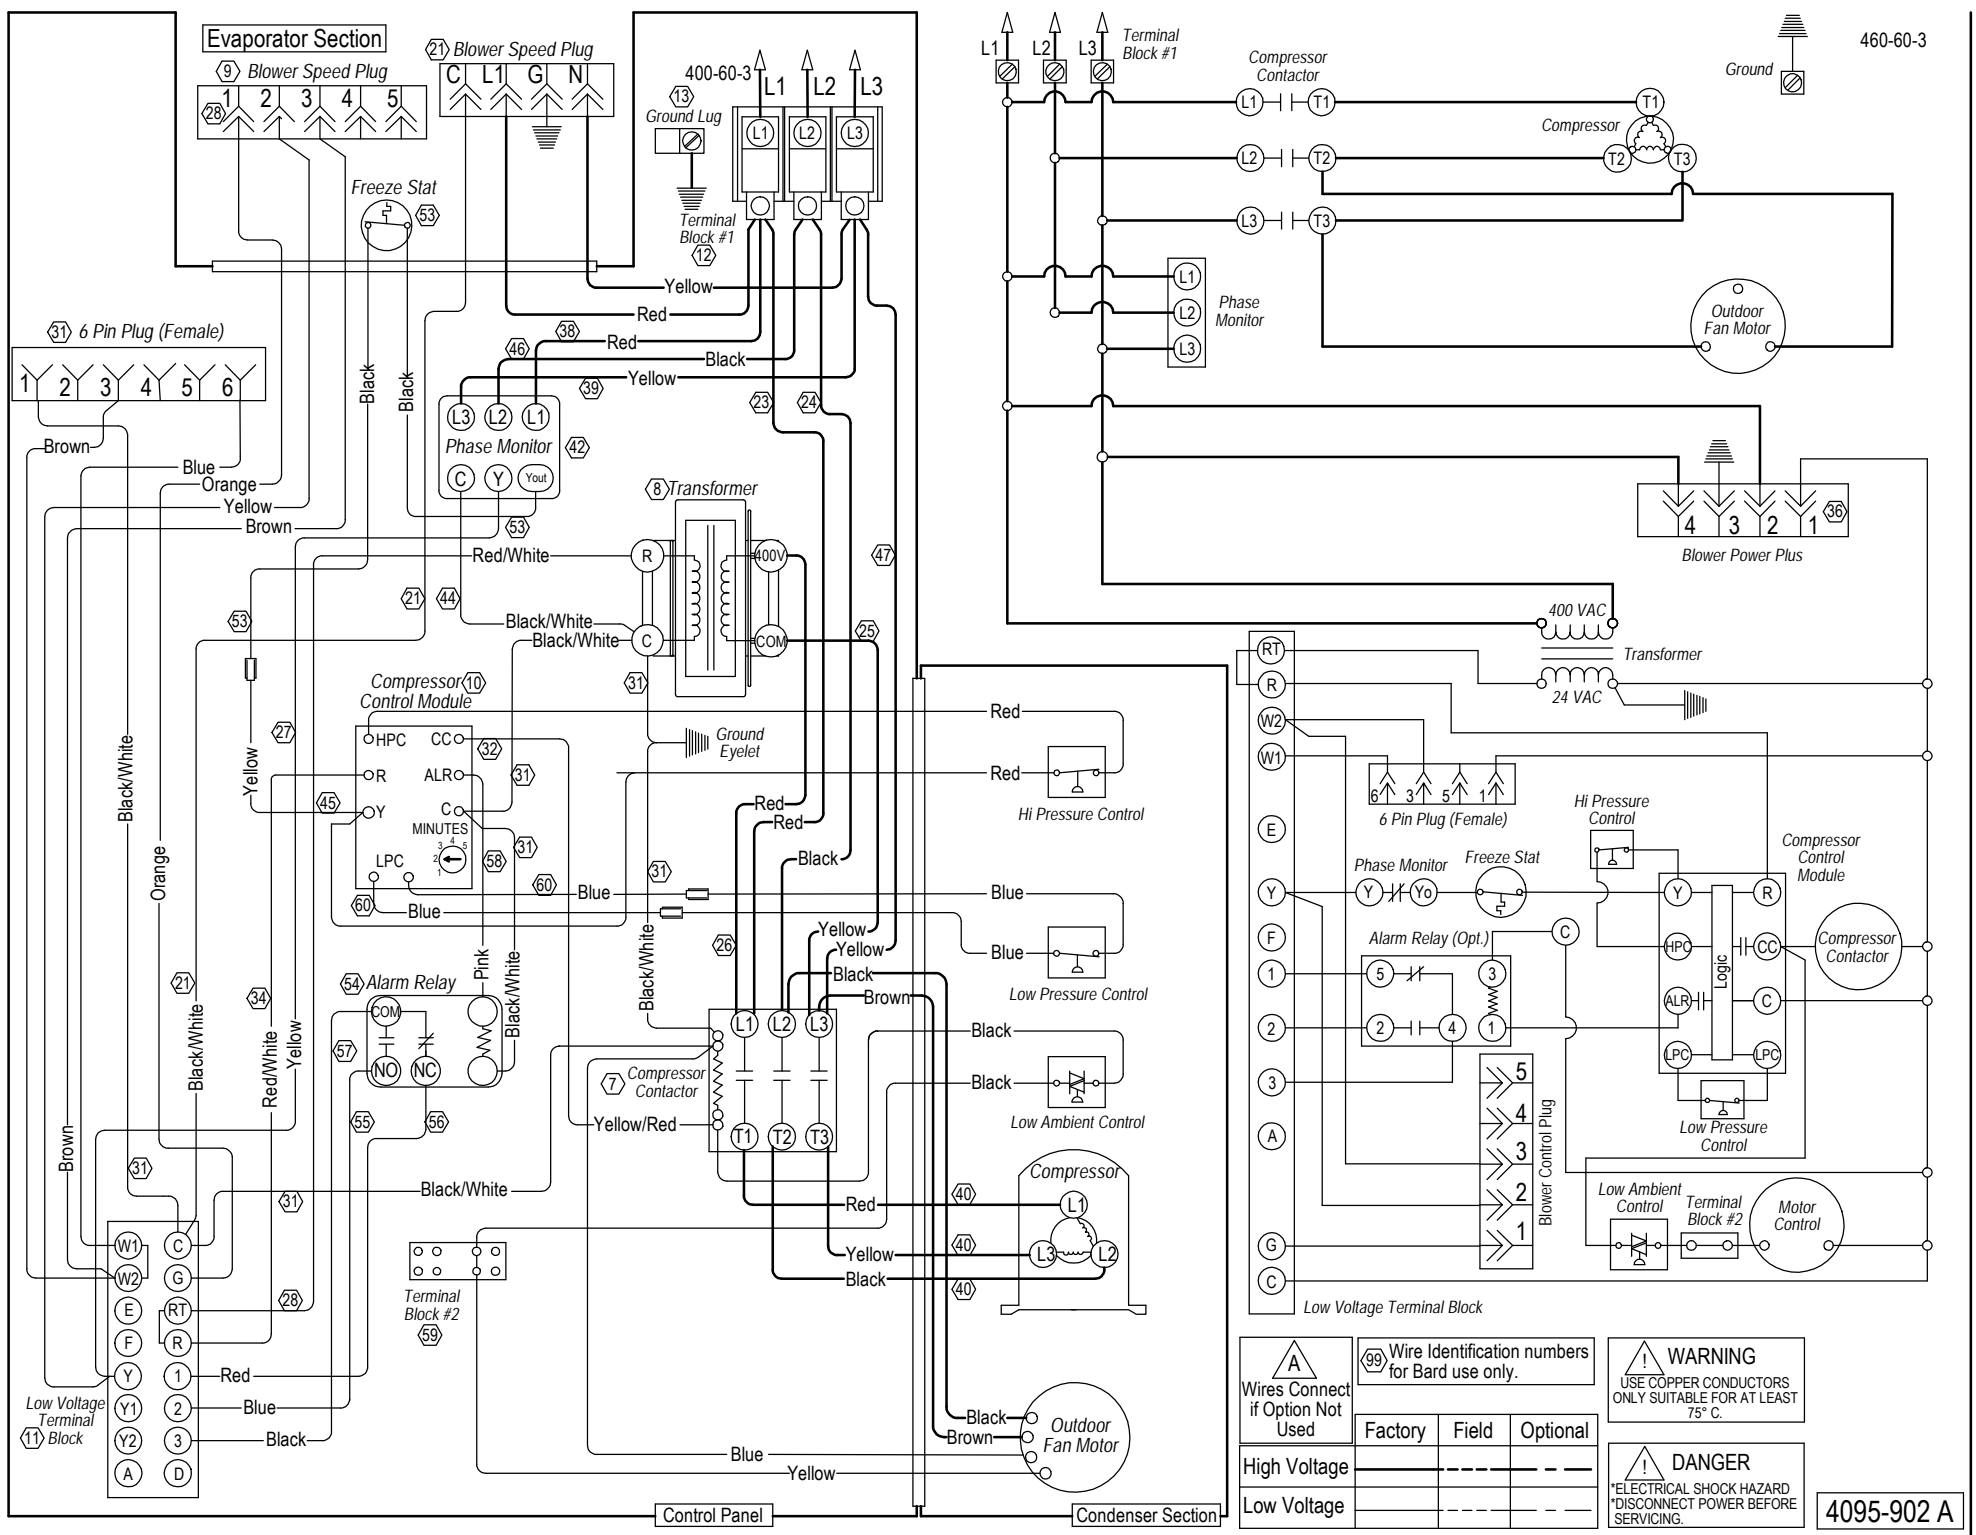 Evaporator Section
9 Blower Speed Plug
28
1 2 3 4 5
21 Blower Speed Plug
C L1 G N
400-60-3
L1 L2 L3
13
Ground Lug
L1 L2 L3
Terminal
Block #1
12
Freeze Stat
53
Yellow
Red
38
Red
46
Black
Yellow
39
31 6 Pin Plug (Female)
1 2 3 4 5 6
Black
Black
23
24
L3 L2 L1
Phase Monitor
42
C Y Yout
53
Brown
Blue
Orange
Yellow
Brown
8 Transformer
Red/White
R
400V
47
21
44
53
Black/White
Black/White
C
COM
25
31
Compressor
Control Module
10
HPC CC
32
R ALR
31
45
Y C
MINUTES
1 2 3 4 5
58
31
LPC
60
60
27
Yellow
Black/White
Orange
Ground
Eyelet
Red
Red
Hi Pressure Control
Red
Red
Black
31
Blue
Blue
Blue
Blue
Low Pressure Control
Yellow
Yellow
26
Black
Brown
Black/White
Pink
Black/White
54 Alarm Relay
COM
NO NC
57
55
56
21
34
Black/White
Red/White
Yellow
L1 L2 L3
7 Compressor
Contactor
T1 T2 T3
Yellow/Red
Black
Black
Low Ambient Control
Brown
31
31
Black/White
Compressor
Red
40
L1
Yellow
40
L3 L2
Black
40
Terminal
Block #2
59
28
W1 C
W2 G
E RT
F R
Y 1
Y1 2
Y2 3
A D
Red
Blue
Black
Low Voltage
Terminal
11 Block
Black
Brown
Outdoor
Fan Motor
Blue
Yellow
Control Panel
Condenser Section
L1 L2 L3
Terminal
Block #1
Ground
460-60-3
Compressor
Contactor
L1 T1
T1
Compressor
L2 T2
T2 T3
L3 T3
L1
L2
L3
Phase
Monitor
Outdoor
Fan Motor
4 3 2 1
36
Blower Power Plus
400 VAC
Transformer
24 VAC
RT
R
W2
W1
E
Y
F
1
2
3
A
G
C
6 3 5 1
6 Pin Plug (Female)
Hi Pressure
Control
Compressor
Control
Module
Phase Monitor
Freeze Stat
Y Yo
Y R
HPC CC
ALR C
LPC LPC
Logic
Compressor
Contactor
Alarm Relay (Opt.)
C
5 3
2 4 1
5
4
3
2
1
Blower Control Plug
Low Pressure
Control
Low Ambient
Control
Terminal
Block #2
Motor
Control
Low Voltage Terminal Block
A
Wires Connect
if Option Not
Used
99 Wire Identification numbers
for Bard use only.
Factory Field Optional
High Voltage
Low Voltage
! WARNING
USE COPPER CONDUCTORS
ONLY SUITABLE FOR AT LEAST
75° C.
! DANGER
*ELECTRICAL SHOCK HAZARD
*DISCONNECT POWER BEFORE
SERVICING.
4095-902 A